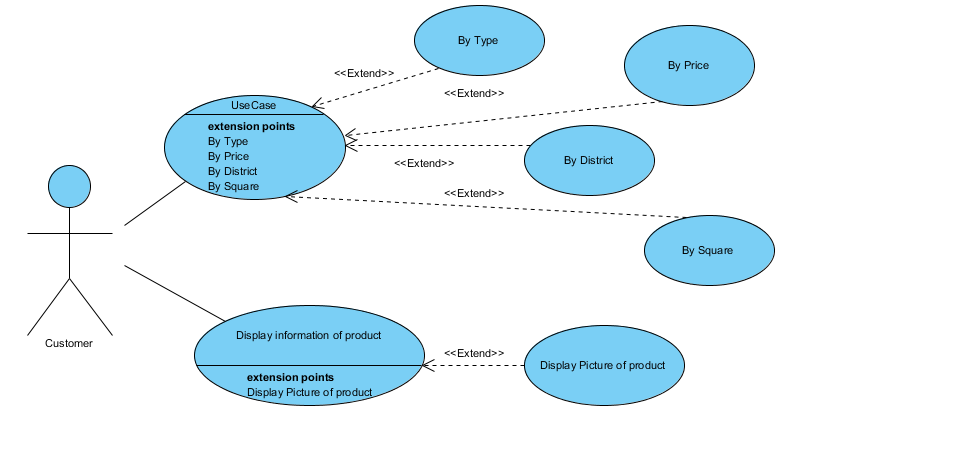 By Type
By Price
<<Extend>>
<<Extend>>
UseCase
extension points
By Type
By Price
By District
By Square
<<Extend>>
By District
<<Extend>>
By Square
Customer
Display information of product
extension points
Display Picture of product
<<Extend>>
Display Picture of product